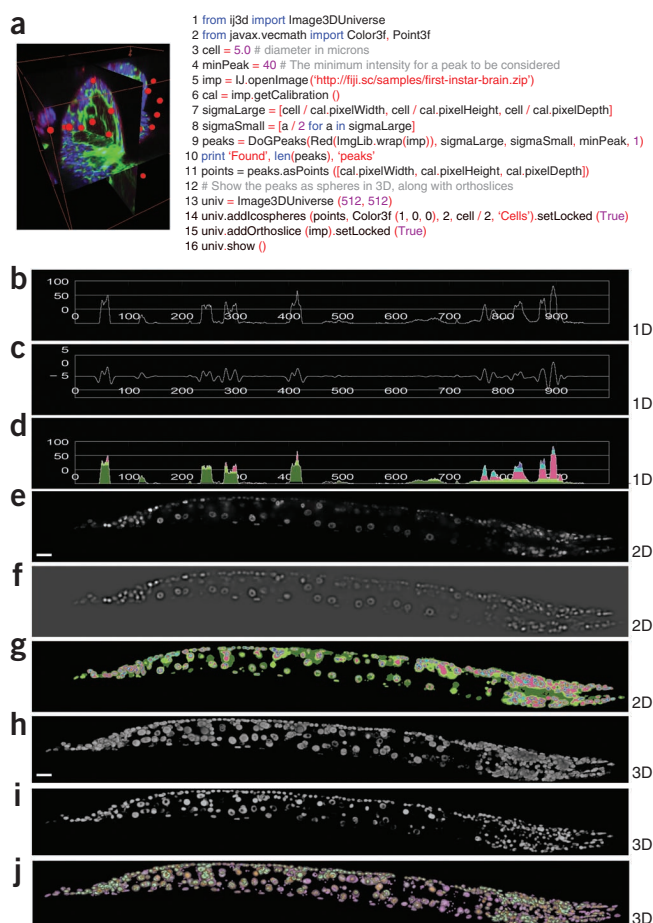 a
1 from ij3d import Image3DUniverse
2 from javax.vecmath import Color3f, Point3f
3 cell = 5.0 # diameter in microns
4 minPeak = 40 # The minimum intensity for a peak to be considered
5 imp = IJ.openImage('http://fiji.sc/samples/first-instar-brain.zip')
6 cal = imp.getCalibration ()
7 sigmaLarge = [cell / cal.pixelWidth, cell / cal.pixelHeight, cell / cal.pixelDepth]
8 sigmaSmall = [a / 2 for a in sigmaLarge]
9 peaks = DoGPeaks(Red(ImgLib.wrap(imp)), sigmaLarge, sigmaSmall, minPeak, 1)
10 print 'Found', len(peaks), 'peaks'
11 points = peaks.asPoints ([cal.pixelWidth, cal.pixelHeight, cal.pixelDepth])
12 # Show the peaks as spheres in 3D, along with orthoslices
13 univ = Image3DUniverse (512, 512)
14 univ.addIcospheres (points, Color3f (1, 0, 0), 2, cell / 2, 'Cells').setLocked (True)
15 univ.addOrthoslice (imp).setLocked (True)
16 univ.show ()
b
100
50
0
0 100 200 300 400 500 600 700 800 900
1D
c
5
0
–5
0 100 200 300 400 500 600 700 800 900
1D
d
100
50
0
0 100 200 300 400 500 600 700 800 900
1D
e
2D
f
2D
g
2D
h
3D
i
3D
j
3D